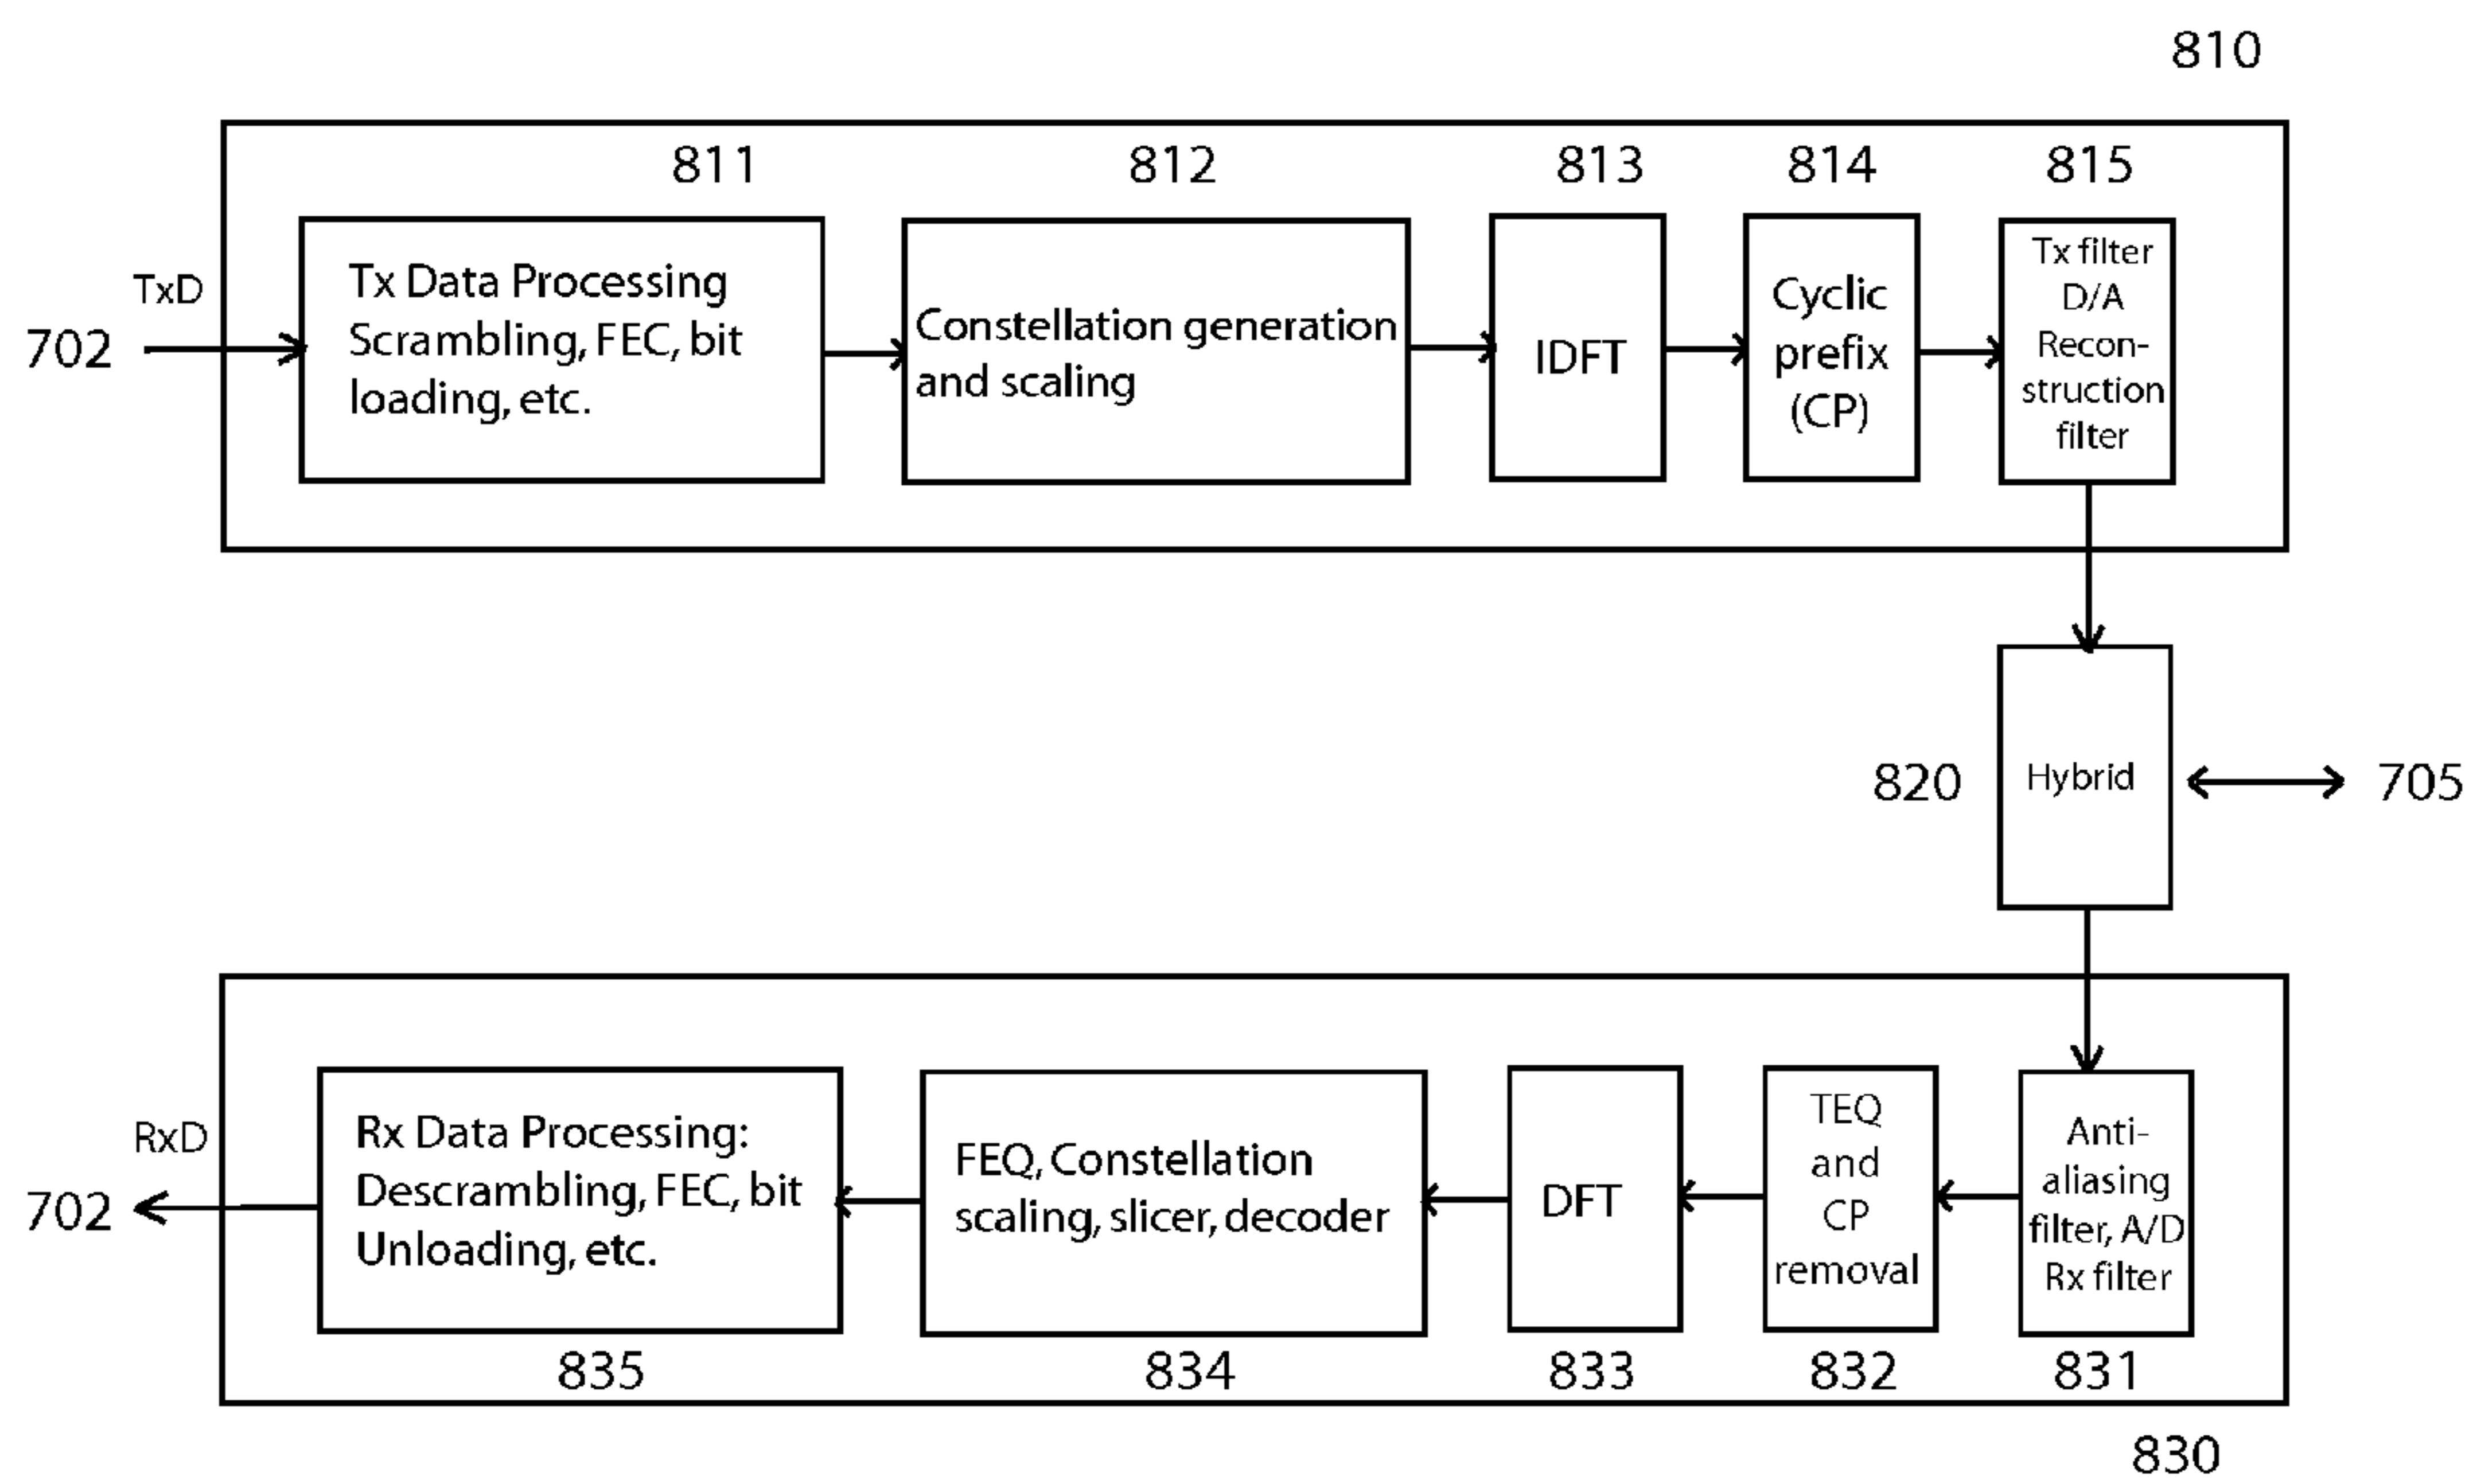 810
811
812
813
814
815
TxD
702
Tx Data Processing
Scrambling, FEC, bit
loading, etc.
Constellation generation
and scaling
IDFT
Cyclic
prefix
(CP)
Tx filter
D/A
Recon-
struction
filter
820
Hybrid
705
RxD
702
Rx Data Processing:
Descrambling, FEC, bit
Unloading, etc.
FEQ, Constellation
scaling, slicer, decoder
DFT
TEQ
and
CP
removal
Anti-
aliasing
filter, A/D
Rx filter
835
834
833
832
831
830